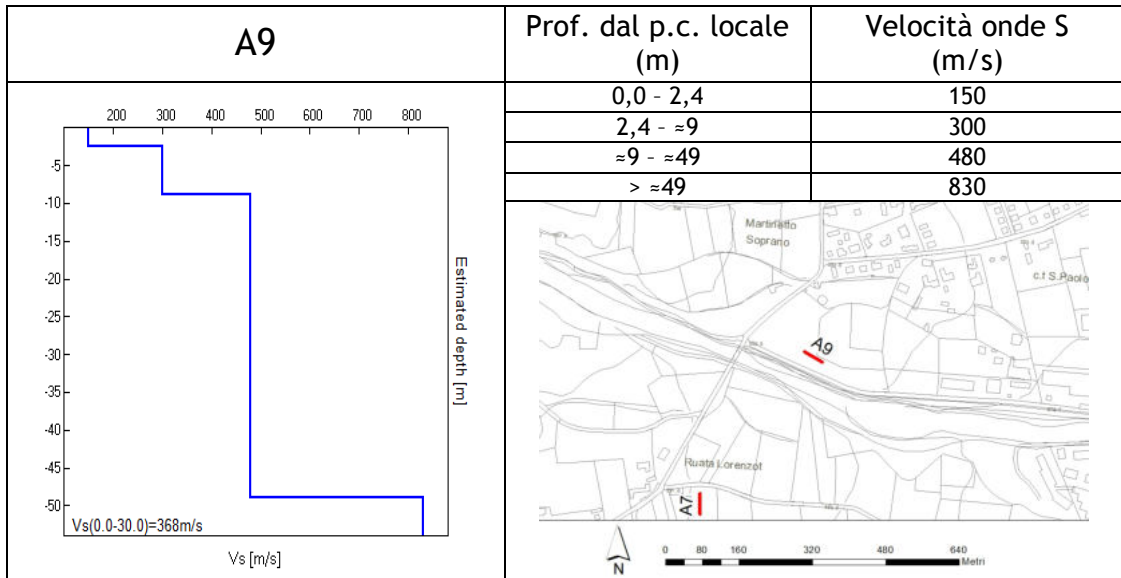 A9
Prof. dal p.c. locale
(m)
Velocità onde S
(m/s)
0,0 – 2,4
150
2,4 – ≈9
300
≈9 – ≈49
480
> ≈49
830
200 300 400 500 600 700 800
-5
-10
-15
-20
-25
-30
-35
-40
-45
-50
Estimated depth [m]
Vs(0.0-30.0)=368m/s
Vs [m/s]
Martinetto
Soprano
c.t S.Paolo
A9
Ruata Lorenzot
A7
N
0 80 160 320 480 640
Metri